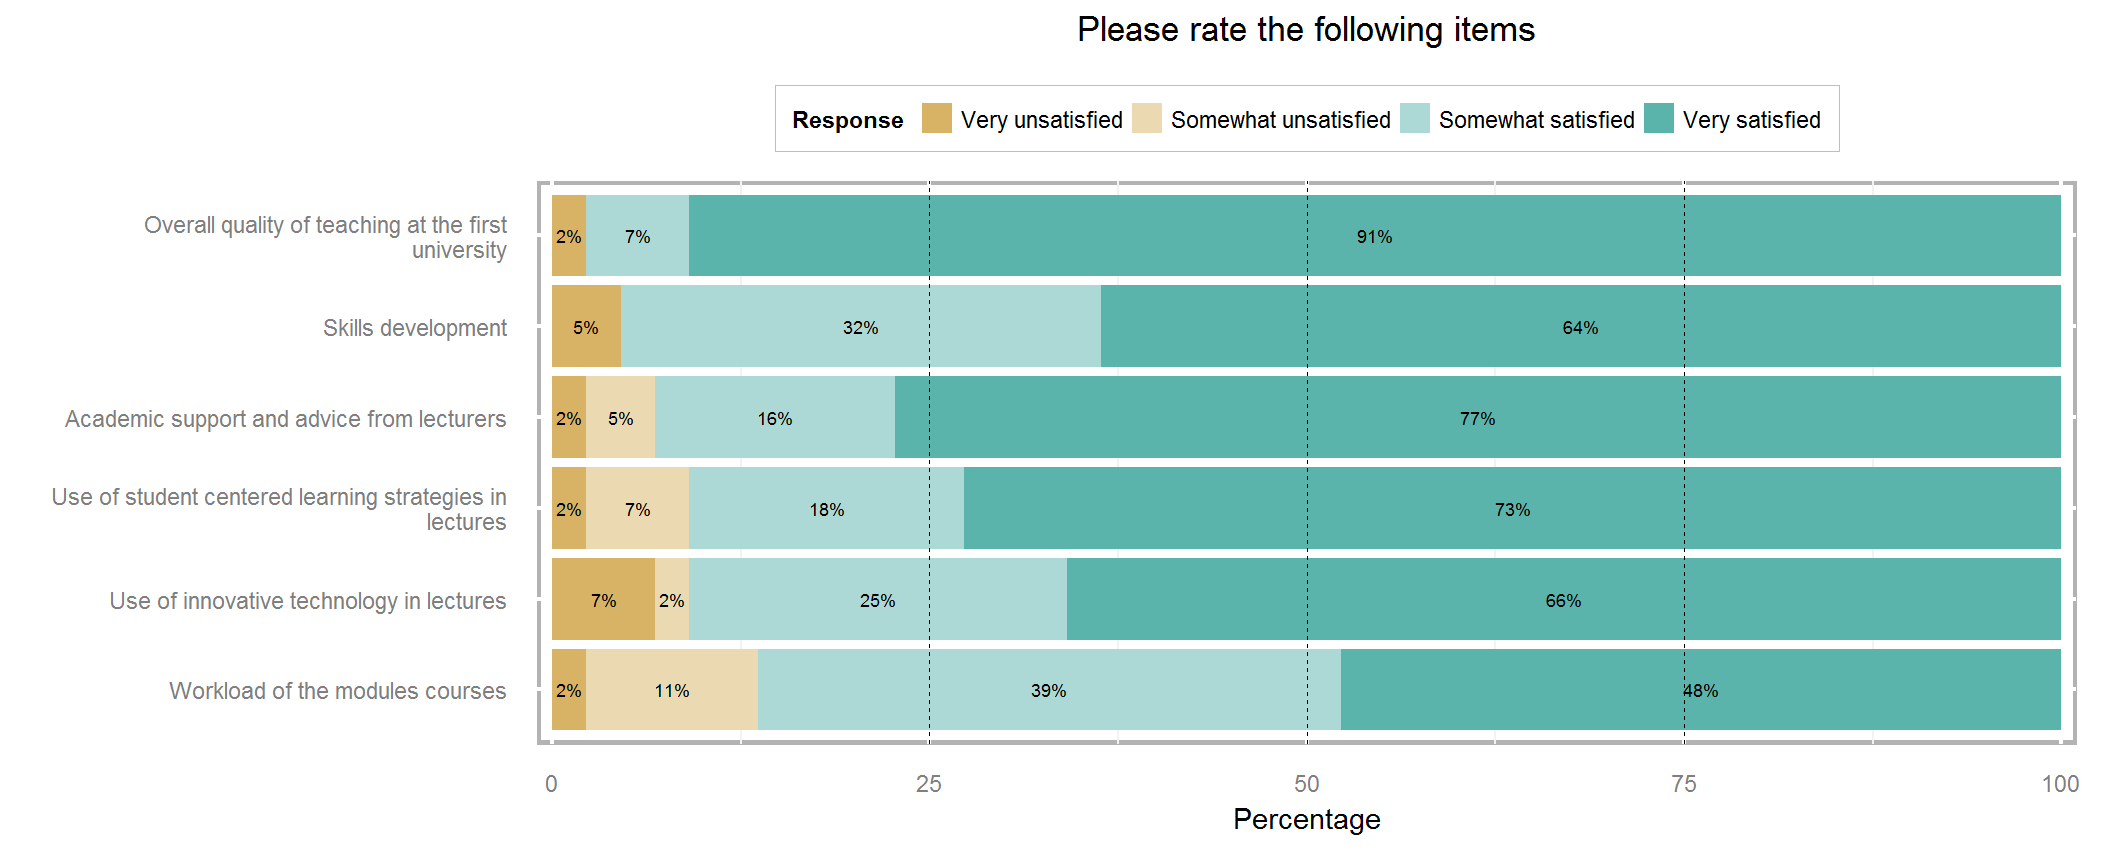 Please rate the following items
Response Very unsatisfied Somewhat unsatisfied Somewhat satisfied Very satisfied
Overall quality of teaching at the first
university
2% 7% 91%
Skills development
5% 32% 64%
Academic support and advice from lecturers
2% 5% 16% 77%
Use of student centered learning strategies in
lectures
2% 7% 18% 73%
Use of innovative technology in lectures
7% 2% 25% 66%
Workload of the modules courses
2% 11% 39% 48%
0 25 50 75 100
Percentage